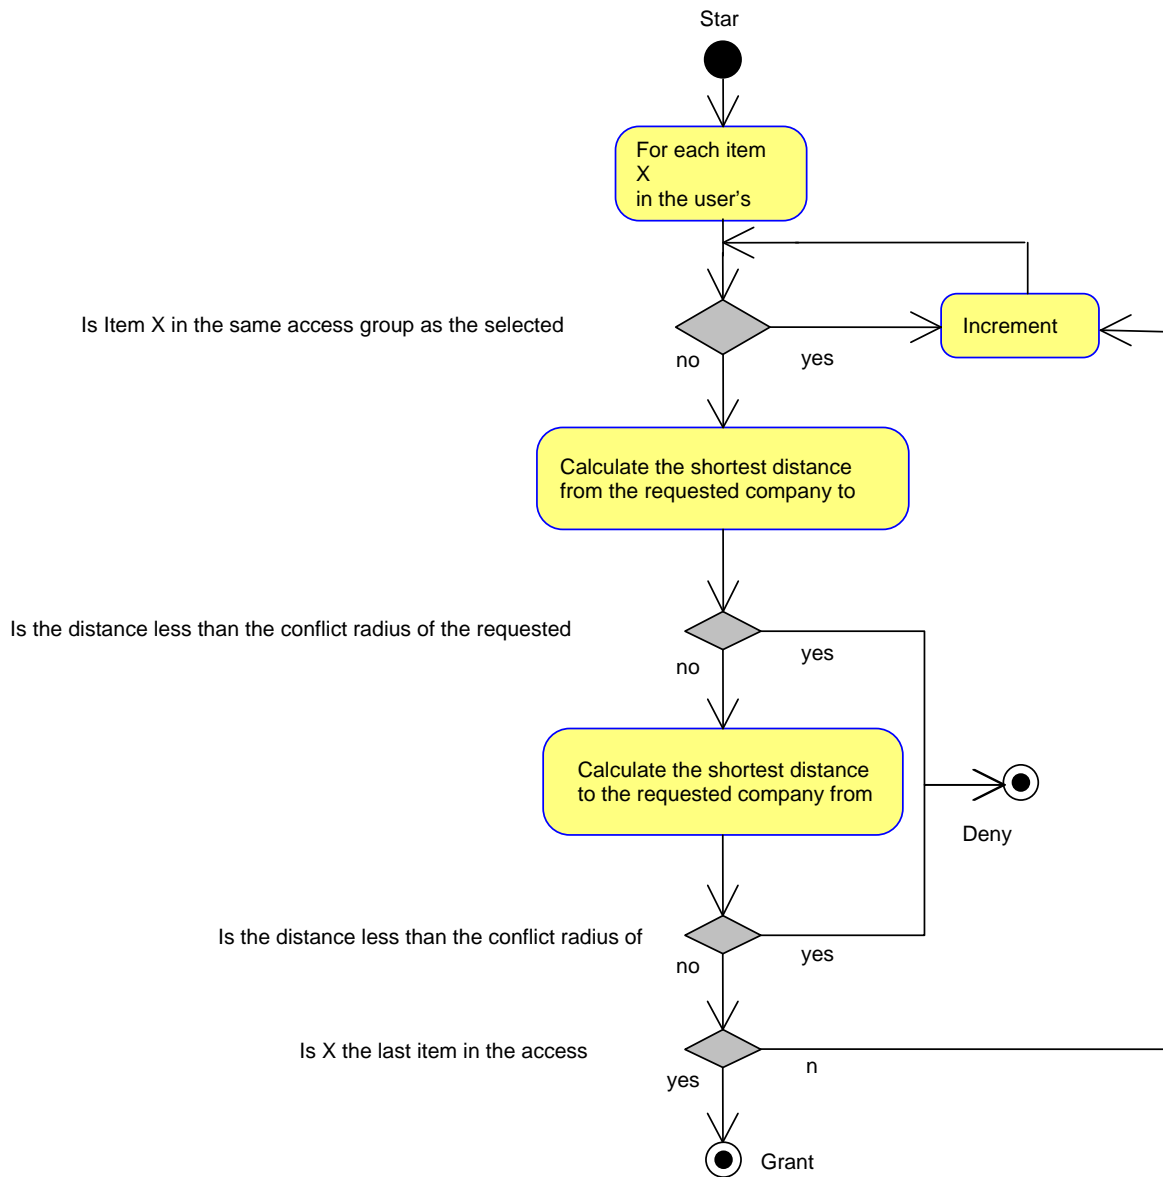 Star
For each item
X
in the user's
Is Item X in the same access group as the selected
Increment
no
yes
Calculate the shortest distance
from the requested company to
Is the distance less than the conflict radius of the requested
yes
no
Calculate the shortest distance
to the requested company from
Deny
Is the distance less than the conflict radius of
yes
no
Is X the last item in the access
n
yes
Grant